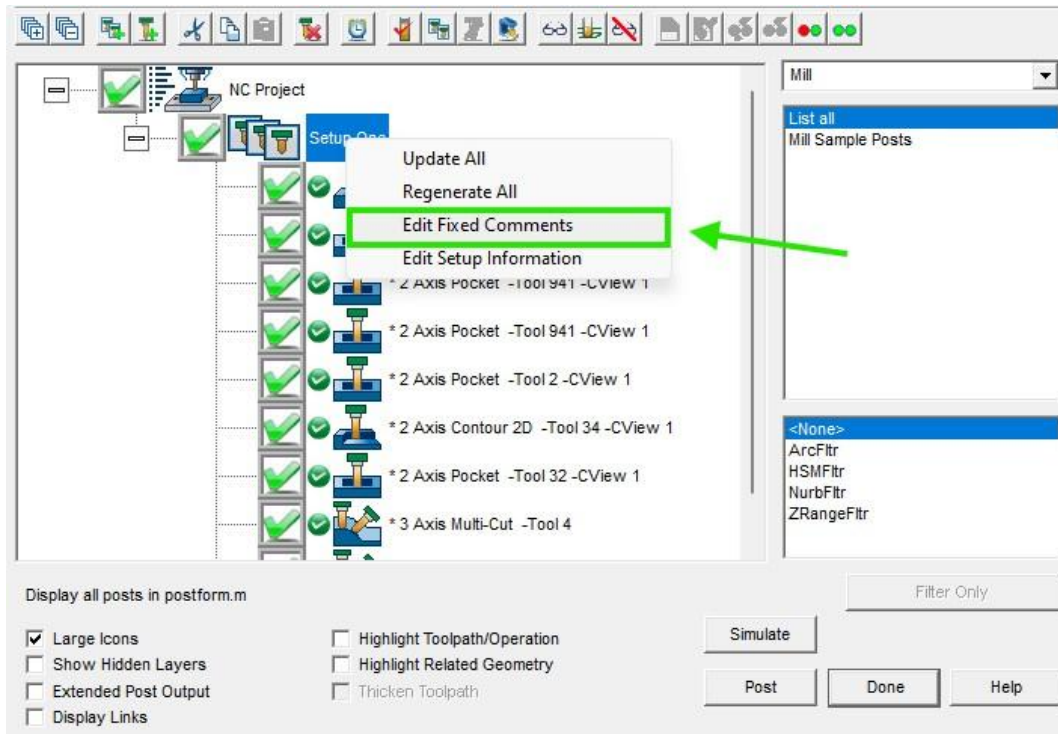 NC Project
Setup One
Update All
Regenerate All
Edit Fixed Comments
Edit Setup Information
* 2 Axis Pocket -Tool 941 -CView 1
* 2 Axis Pocket -Tool 941 -CView 1
* 2 Axis Pocket -Tool 2 -CView 1
* 2 Axis Contour 2D -Tool 34 -CView 1
* 2 Axis Pocket -Tool 32 -CView 1
* 3 Axis Multi-Cut -Tool 4
Mill
List all
Mill Sample Posts
<None>
ArcFltr
HSMFltr
NurbFltr
ZRangeFltr
Display all posts in postform.m
Filter Only
Large Icons
Show Hidden Layers
Extended Post Output
Display Links
Highlight Toolpath/Operation
Highlight Related Geometry
Thicken Toolpath
Simulate
Post
Done
Help